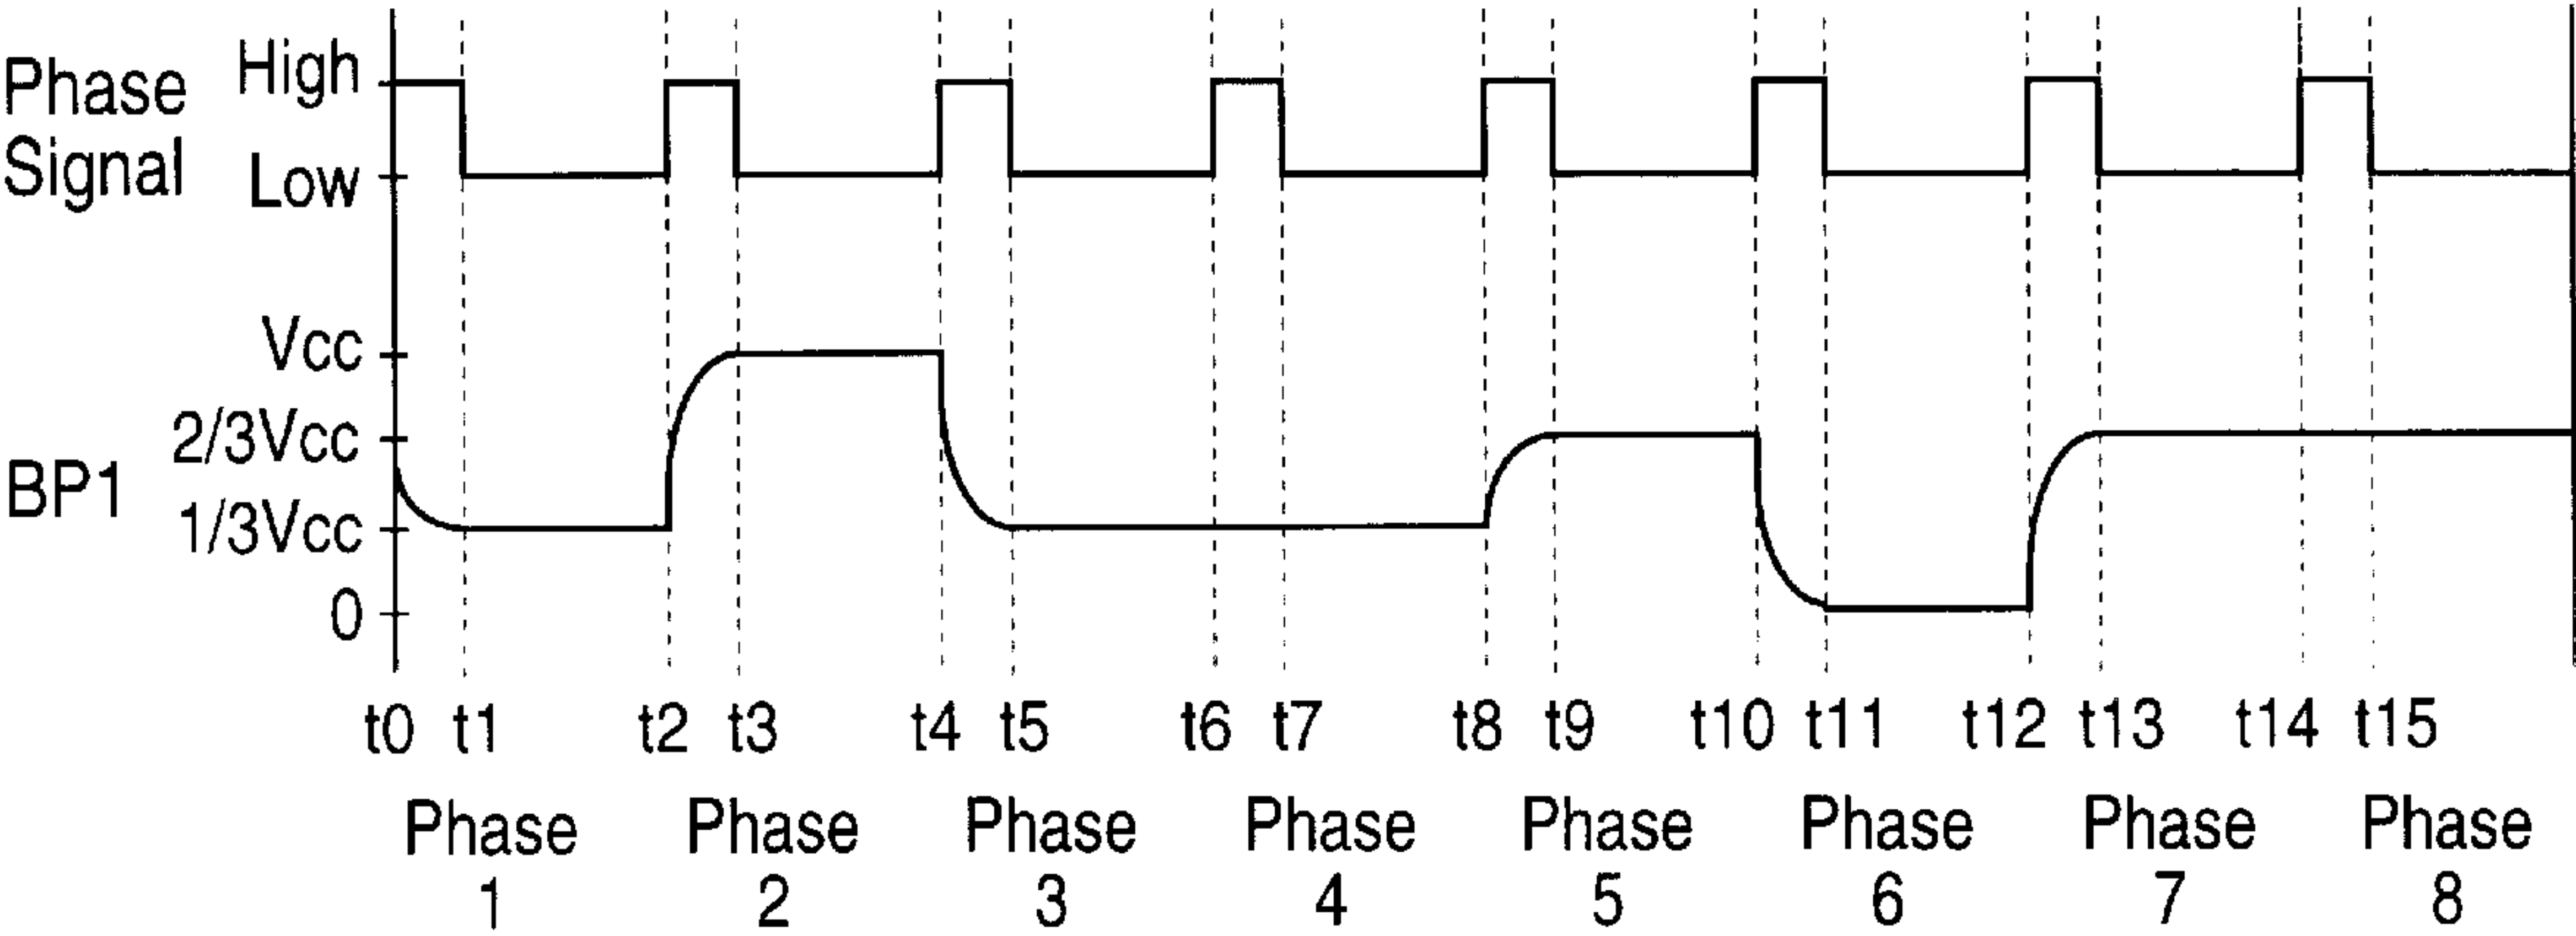 Phase
Signal
High
Low
BP1
Vcc
2/3Vcc
1/3Vcc
0
t0 t1 t2 t3 t4 t5 t6 t7 t8 t9 t10 t11 t12 t13 t14 t15
Phase Phase Phase Phase Phase Phase Phase Phase
1 2 3 4 5 6 7 8